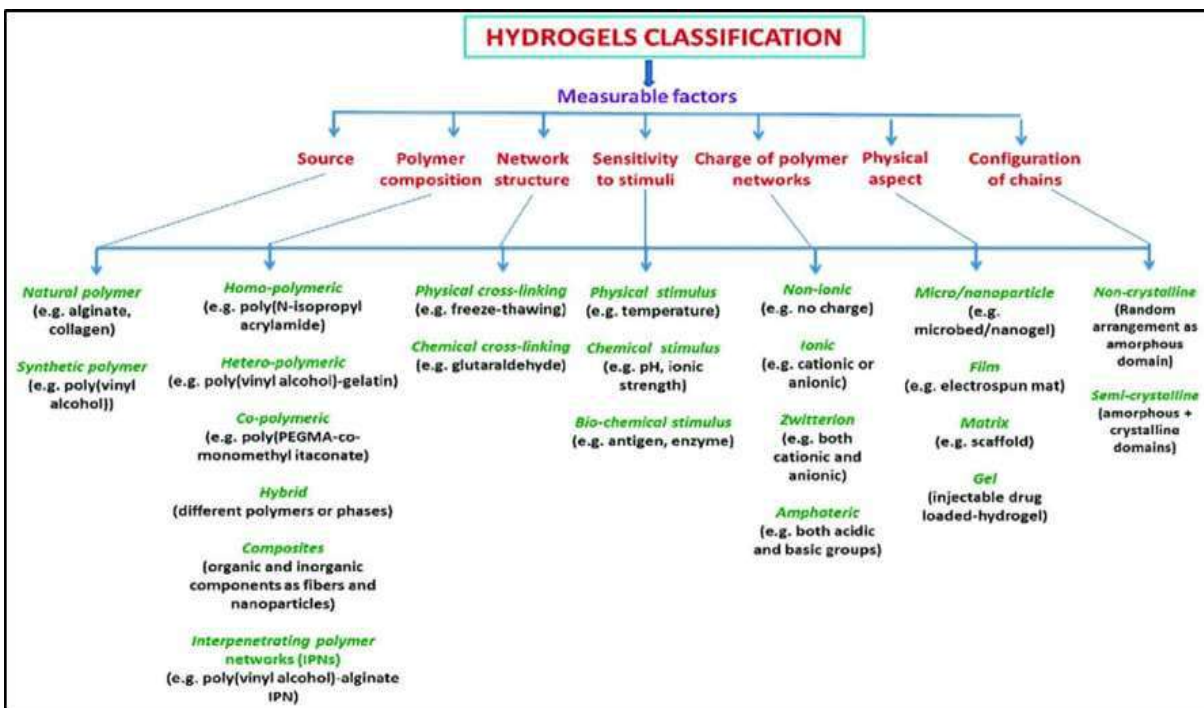 HYDROGELS CLASSIFICATION
Measurable factors
Source
Polymer
composition
Network
structure
Sensitivity
to stimuli
Charge of polymer
networks
Physical
aspect
Configuration
of chains
Natural polymer
(e.g. alginate,
collagen)
Synthetic polymer
(e.g. poly(vinyl
alcohol))
Homo-polymeric
(e.g. poly(N-isopropyl
acrylamide)
Hetero-polymeric
(e.g. poly(vinyl alcohol)-gelatin)
Co-polymeric
(e.g. poly(PEGMA-co-
monomethyl itaconate)
Hybrid
(different polymers or phases)
Composites
(organic and inorganic
components as fibers and
nanoparticles)
Interpenetrating polymer
networks (IPNs)
(e.g. poly(vinyl alcohol)-alginate
IPN)
Physical cross-linking
(e.g. freeze-thawing)
Chemical cross-linking
(e.g. glutaraldehyde)
Physical stimulus
(e.g. temperature)
Chemical stimulus
(e.g. pH, ionic
strength)
Bio-chemical stimulus
(e.g. antigen, enzyme)
Non-ionic
(e.g. no charge)
Ionic
(e.g. cationic or
anionic)
Zwitterion
(e.g. both
cationic and
anionic)
Amphoteric
(e.g. both acidic
and basic groups)
Micro/nanoparticle
(e.g.
microbed/nanogel)
Film
(e.g. electrospun mat)
Matrix
(e.g. scaffold)
Gel
(injectable drug
loaded-hydrogel)
Non-crystalline
(Random
arrangement as
amorphous
domain)
Semi-crystalline
(amorphous +
crystalline
domains)